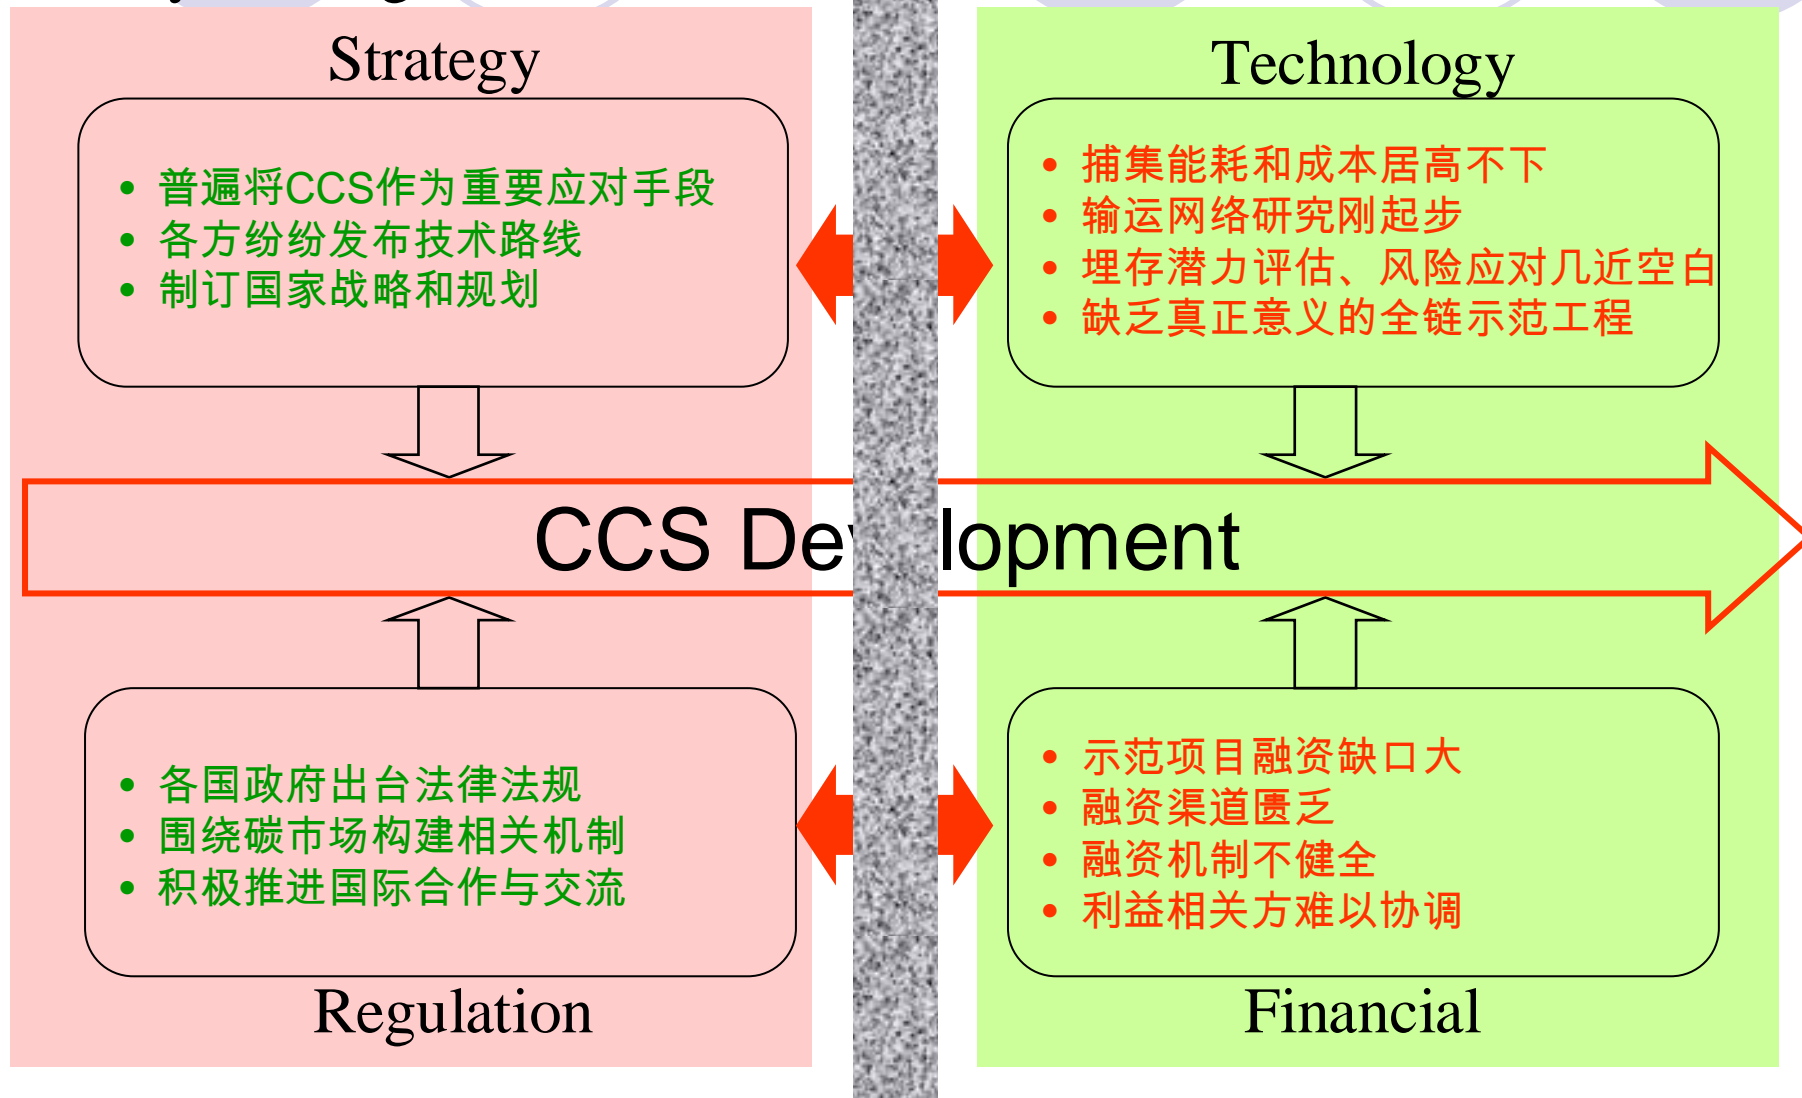 Strategy
普遍将CCS作为重要应对手段
各方纷纷发布技术路线
制订国家战略和规划
Technology
捕集能耗和成本居高不下
输运网络研究刚起步
埋存潜力评估、风险应对几近空白
缺乏真正意义的全链示范工程
CCS De lopment
各国政府出台法律法规
围绕碳市场构建相关机制
积极推进国际合作与交流
Regulation
示范项目融资缺口大
融资渠道匮乏
融资机制不健全
利益相关方难以协调
Financial